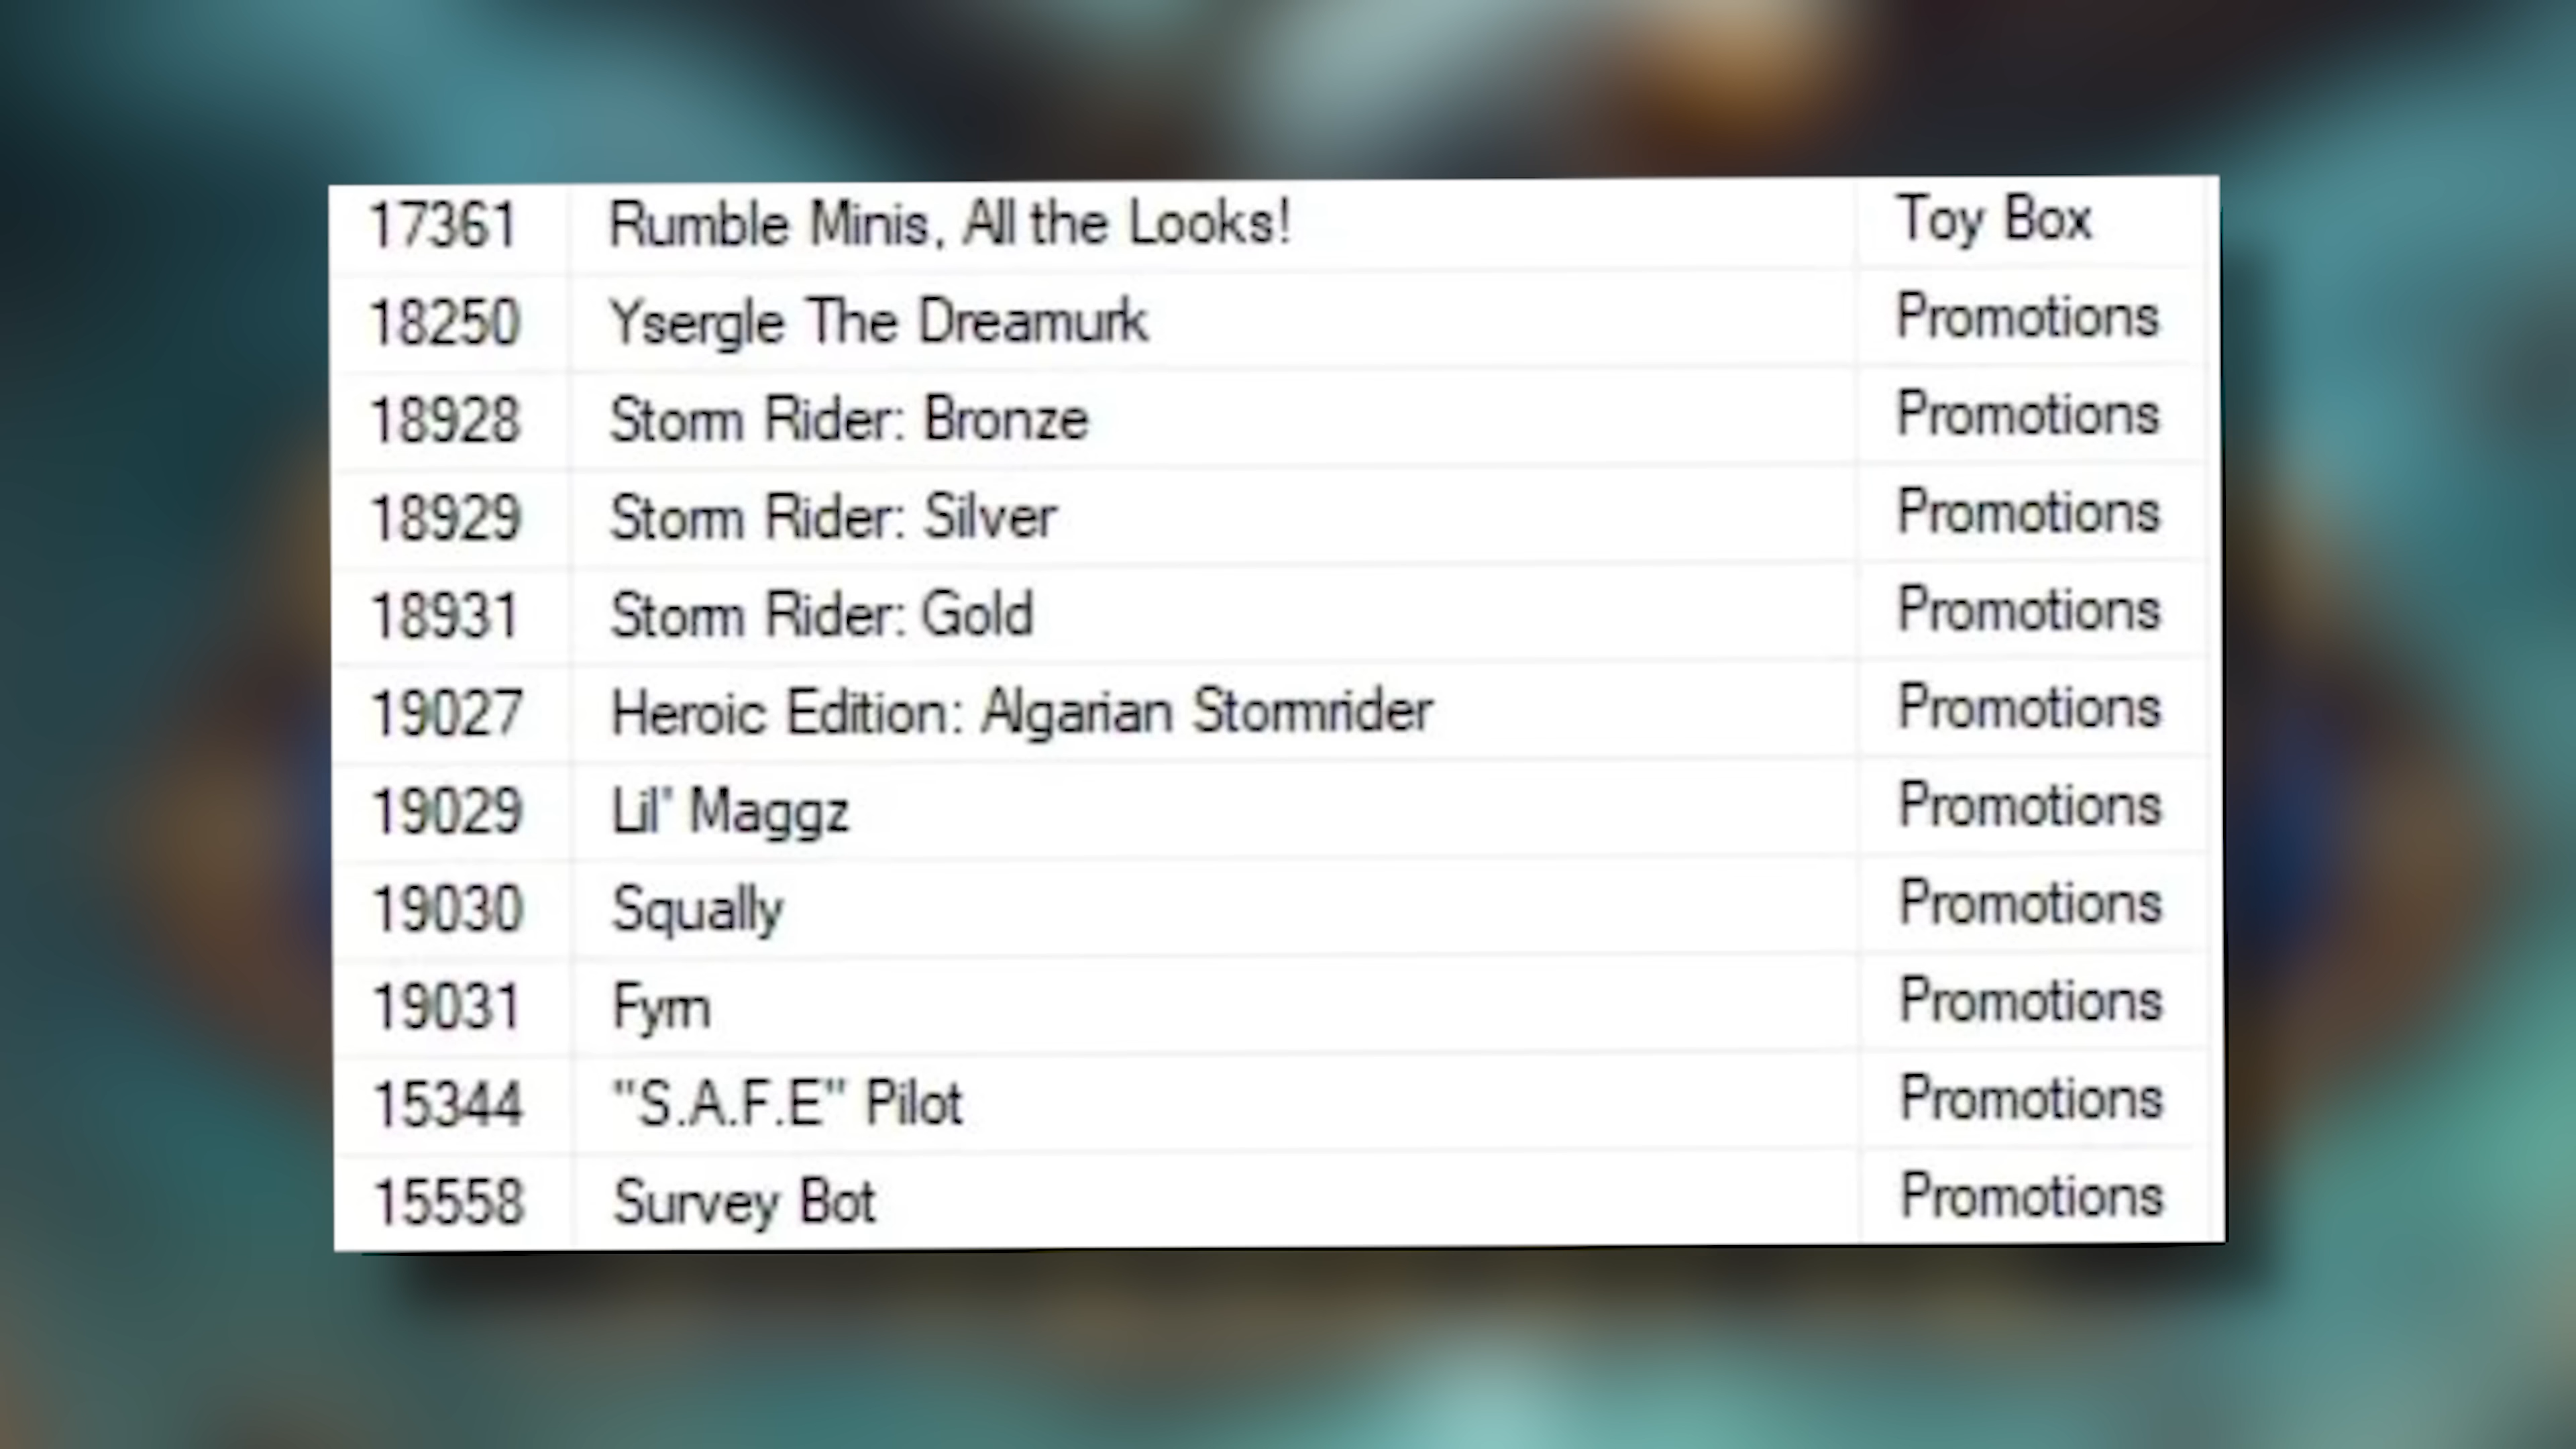 17361 Rumble Minis, All the Looks! Toy Box
18250 Ysergle The Dreamurk Promotions
18928 Storm Rider: Bronze Promotions
18929 Storm Rider: Silver Promotions
18931 Storm Rider: Gold Promotions
19027 Heroic Edition: Algarian Stormrider Promotions
19029 Lil' Maggz Promotions
19030 Squally Promotions
19031 Fyrn Promotions
15344 "S.A.F.E" Pilot Promotions
15558 Survey Bot Promotions